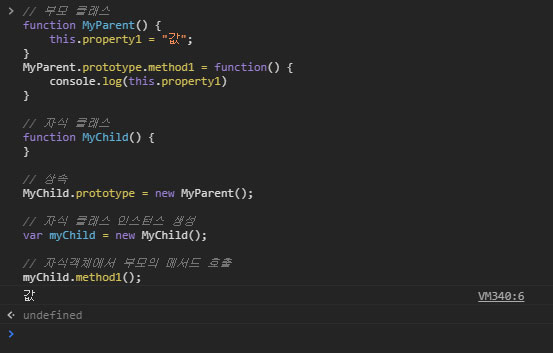 // 부모 클래스
function MyParent() {
    this.property1 = "값";
}
MyParent.prototype.method1 = function() {
    console.log(this.property1)
}

// 자식 클래스
function MyChild() {
}

// 상속
MyChild.prototype = new MyParent();

// 자식 클래스 인스턴스 생성
var myChild = new MyChild();

// 자식객체에서 부모의 메서드 호출
myChild.method1();
값 VM340:6
undefined